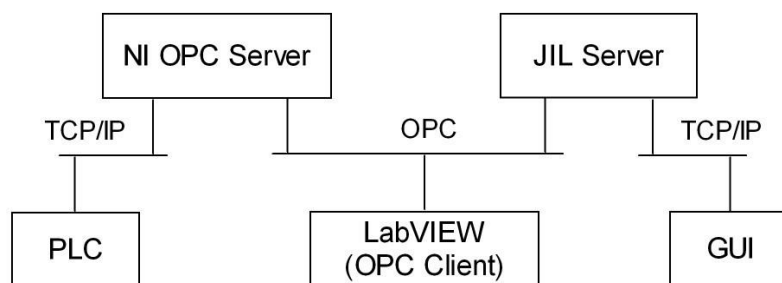 NI OPC Server
JIL Server
TCP/IP
OPC
TCP/IP
PLC
LabVIEW
(OPC Client)
GUI